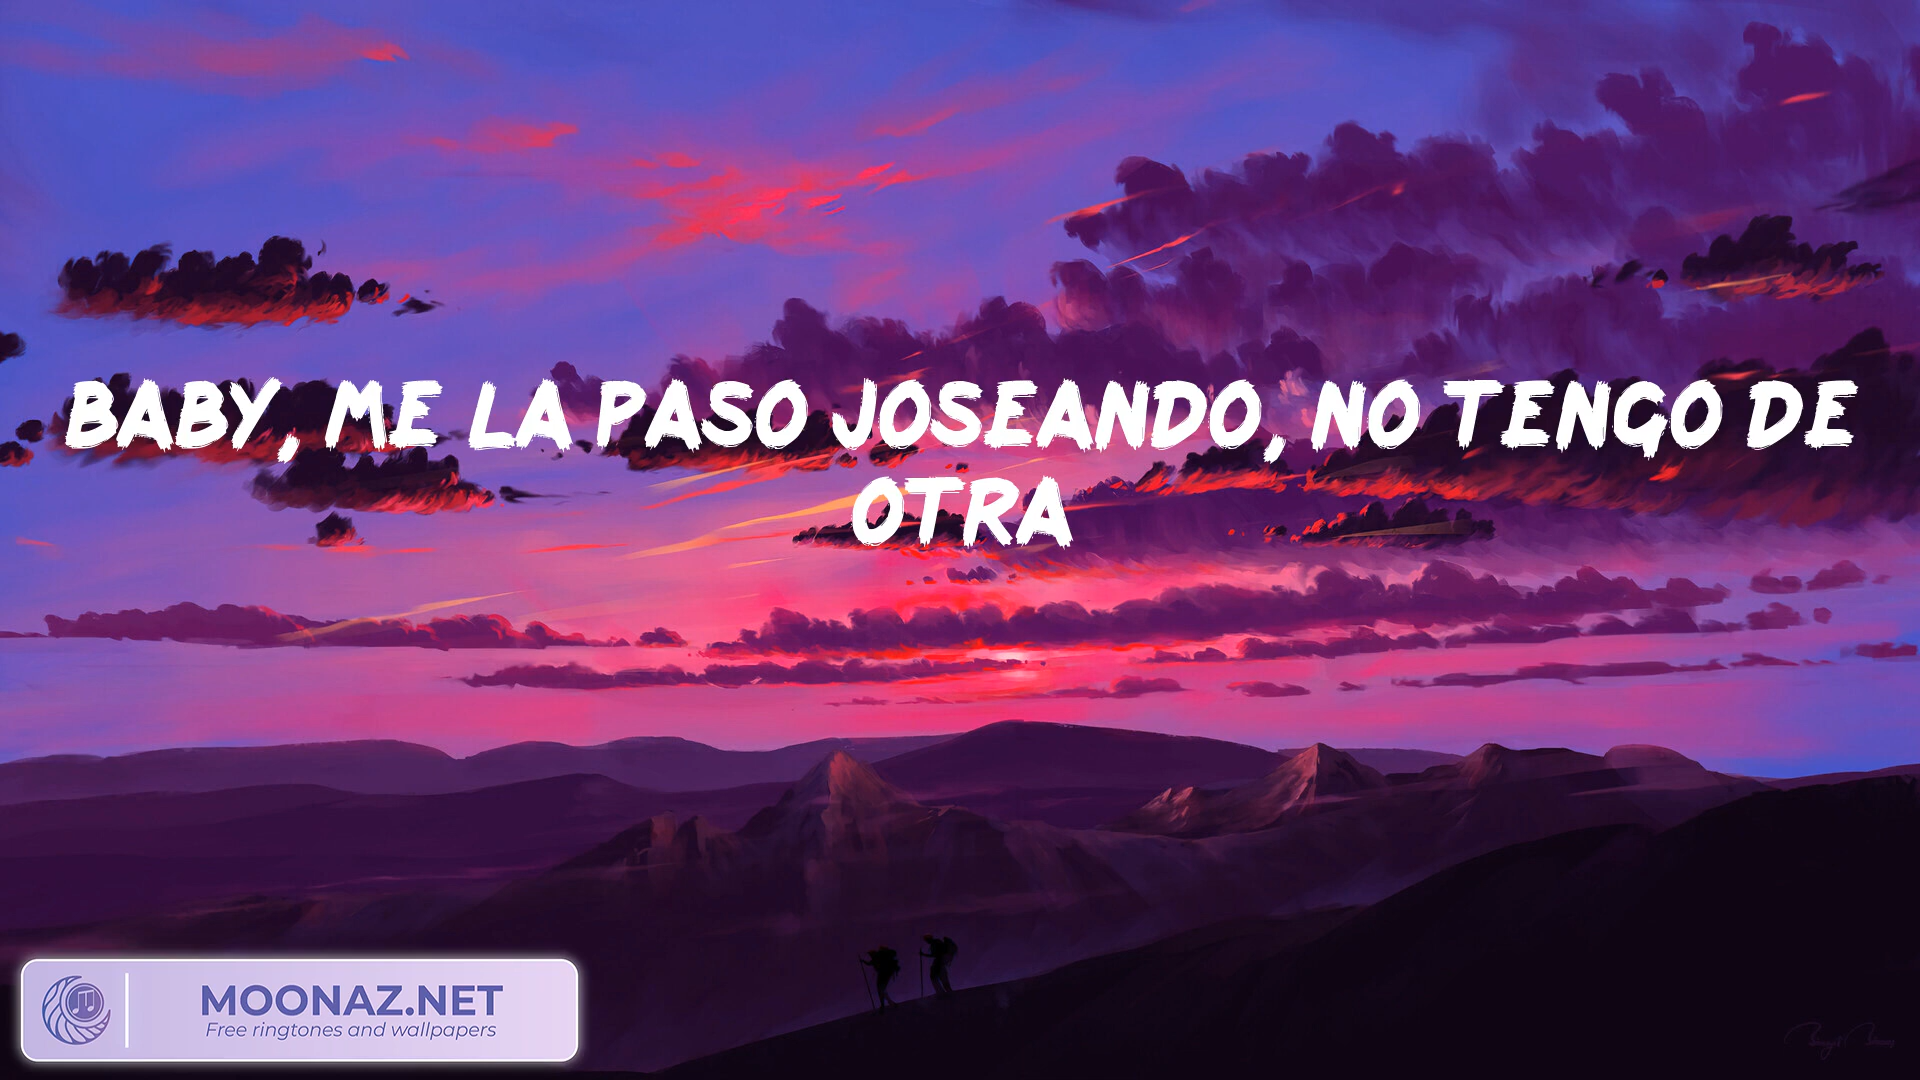 BABY, ME LA PASO JOSEANDO, NO TENGO DE
OTRA
MOONAZ.NET
Free ringtones and wallpapers